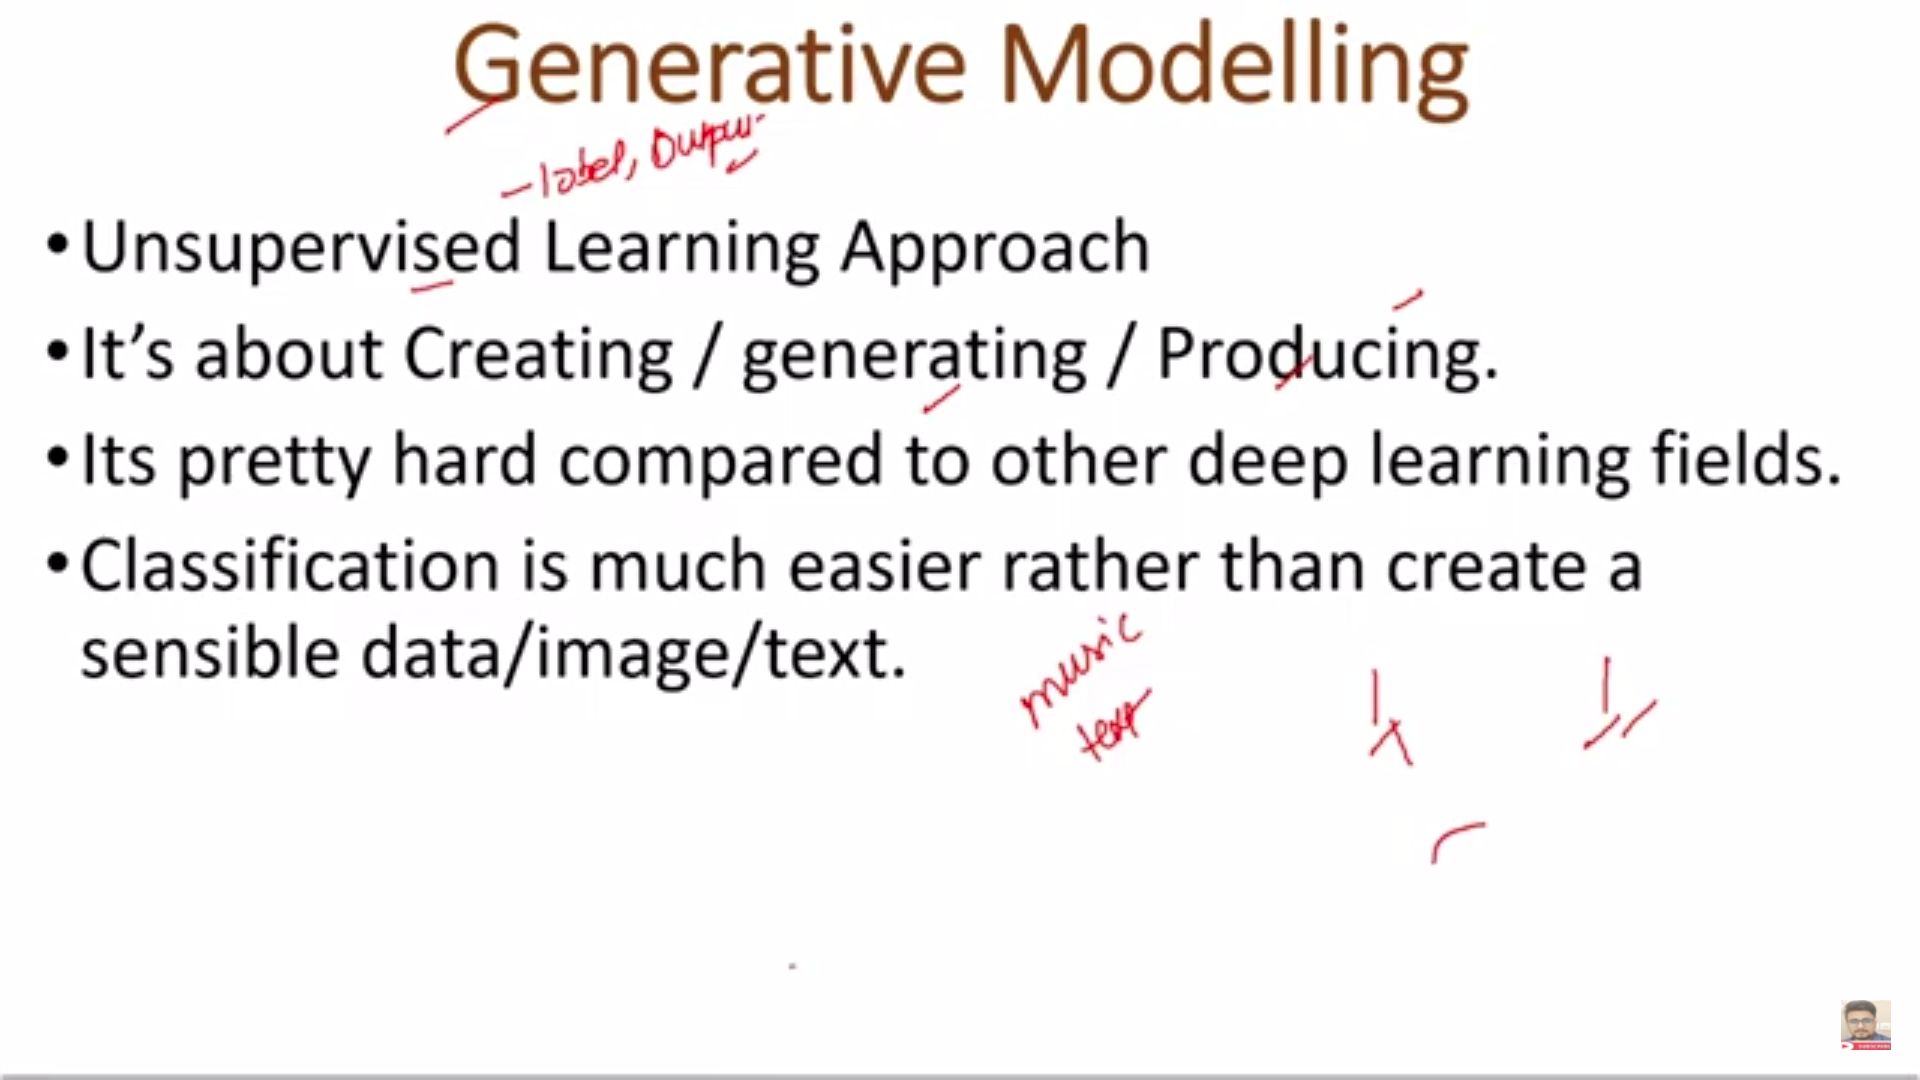 Generative Modelling
- label, Output
•Unsupervised Learning Approach
•It's about Creating / generating / Producing.
•Its pretty hard compared to other deep learning fields.
•Classification is much easier rather than create a
sensible data/image/text.
music
text